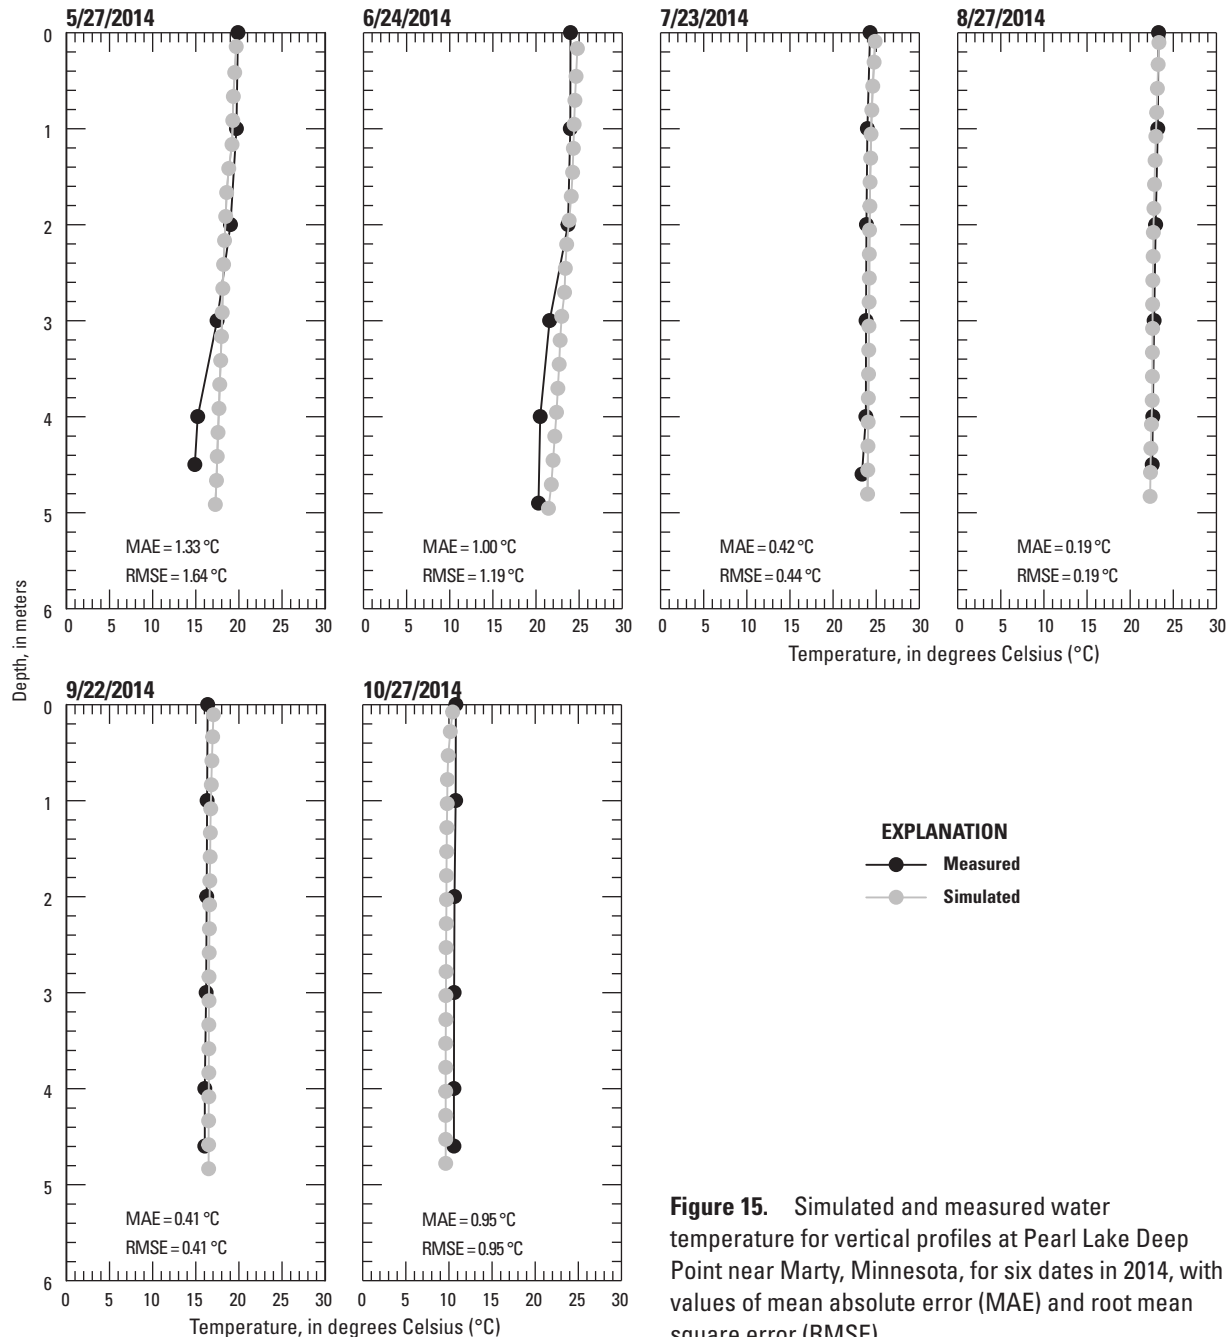 5/27/2014
6/24/2014
7/23/2014
8/27/2014
0
1
2
3
4
5
6
MAE = 1.33 °C
RMSE = 1.64 °C
MAE = 1.00 °C
RMSE = 1.19 °C
MAE = 0.42 °C
RMSE = 0.44 °C
MAE = 0.19 °C
RMSE = 0.19 °C
0 5 10 15 20 25 30
0 5 10 15 20 25 30
0 5 10 15 20 25 30
0 5 10 15 20 25 30
Temperature, in degrees Celsius (°C)
Depth, in meters
9/22/2014
10/27/2014
0
1
2
3
4
5
6
MAE = 0.41 °C
RMSE = 0.41 °C
MAE = 0.95 °C
RMSE = 0.95 °C
0 5 10 15 20 25 30
0 5 10 15 20 25 30
Temperature, in degrees Celsius (°C)
EXPLANATION
Measured
Simulated
Figure 15. Simulated and measured water
temperature for vertical profiles at Pearl Lake Deep
Point near Marty, Minnesota, for six dates in 2014, with
values of mean absolute error (MAE) and root mean
square error (RMSE)